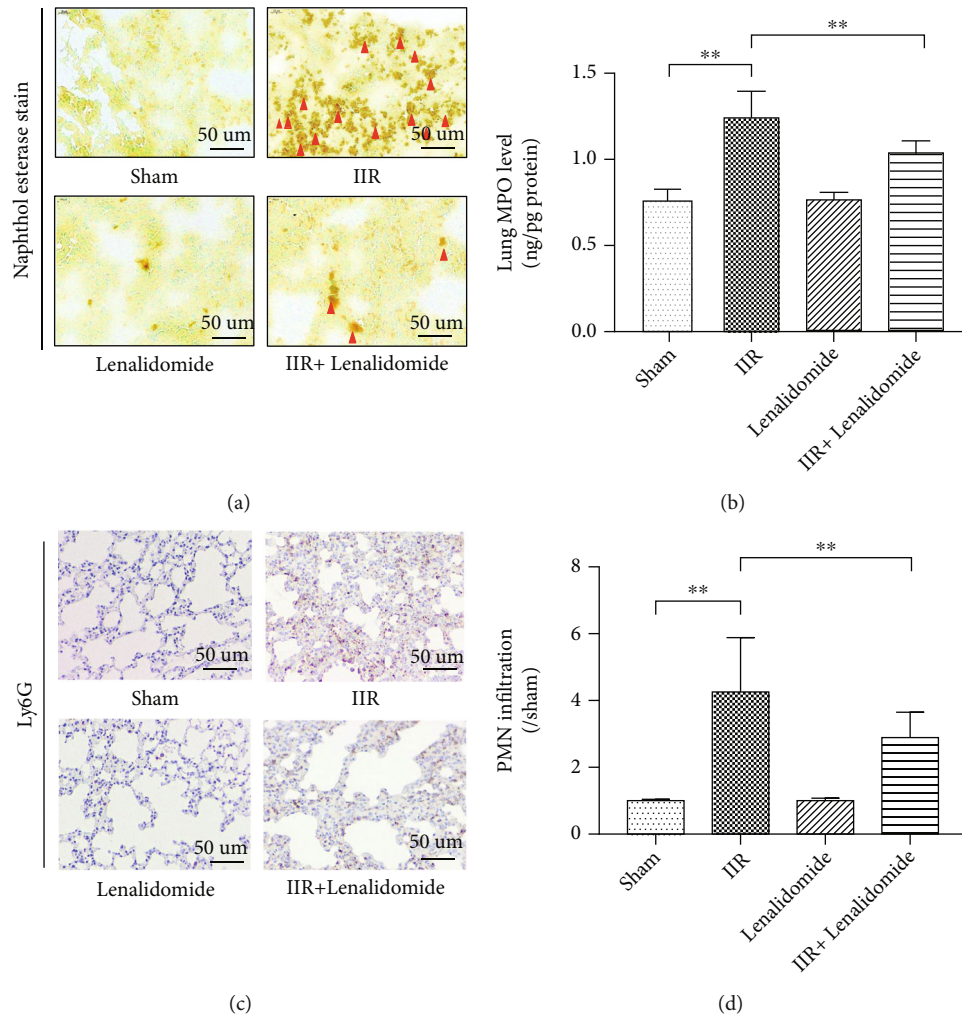 Naphthol esterase stain
50 um
50 um
Sham
IIR
50 um
50 um
Lenalidomide
IIR+ Lenalidomide
(a)
Lung MPO level
(ng/pg protein)
**
**
1.5
1.0
0.5
0.0
Sham
IIR
Lenalidomide
IIR+ Lenalidomide
(b)
Ly6G
50 um
50 um
Sham
IIR
50 um
50 um
Lenalidomide
IIR+Lenalidomide
(c)
PMN infiltration
(/sham)
**
**
8
6
4
2
0
Sham
IIR
Lenalidomide
IIR+ Lenalidomide
(d)